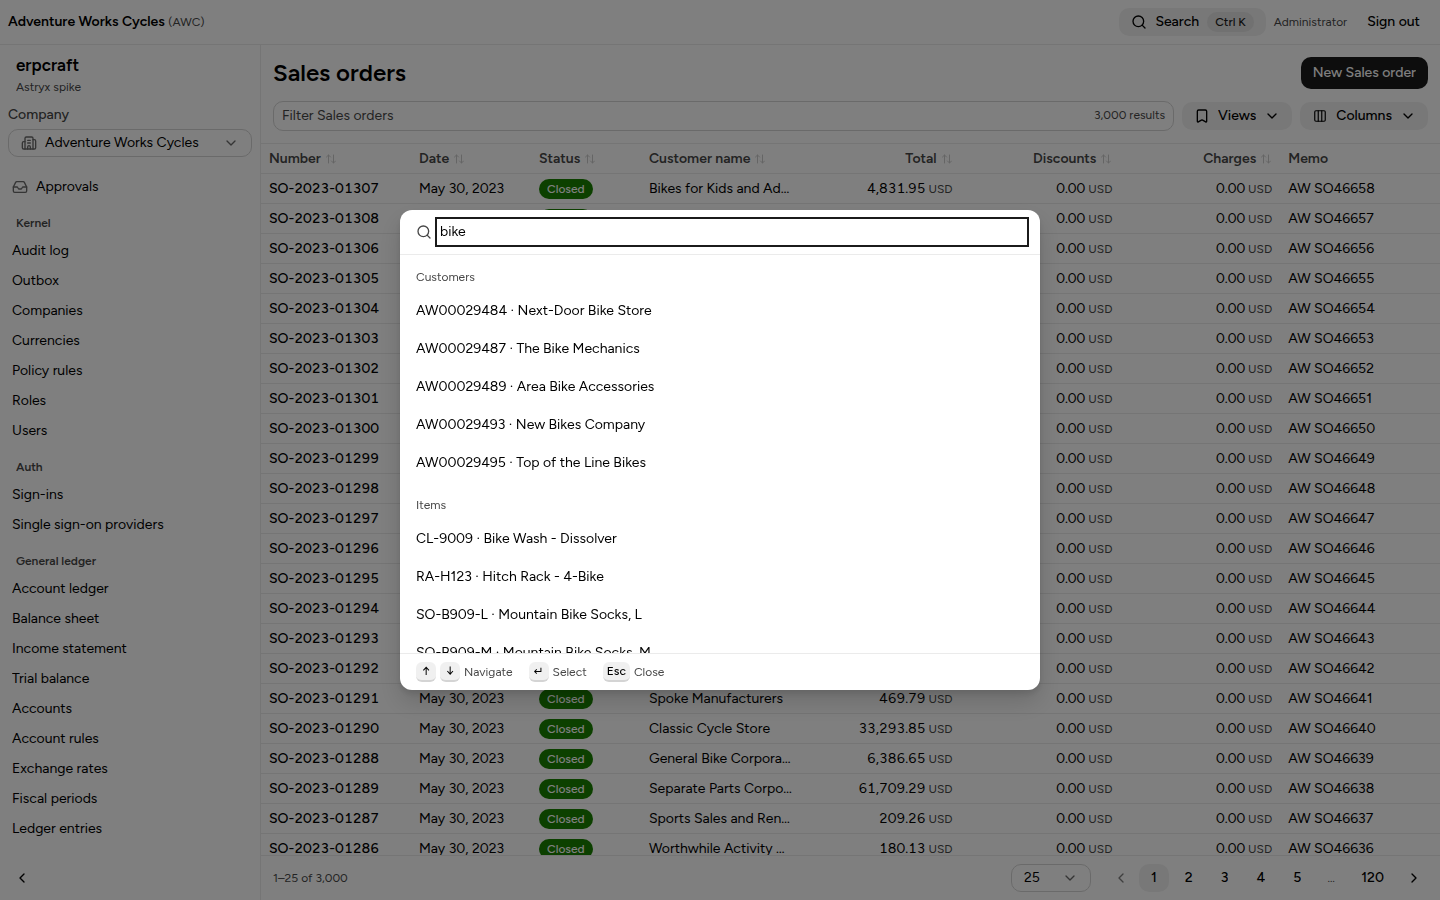 Adventure Works Cycles (AWC)
Search Ctrl K Administrator Sign out
erpcraft
Astryx spike
Company
Adventure Works Cycles
Approvals
Kernel
Audit log
Outbox
Companies
Currencies
Policy rules
Roles
Users
Auth
Sign-ins
Single sign-on providers
General ledger
Account ledger
Balance sheet
Income statement
Trial balance
Accounts
Account rules
Exchange rates
Fiscal periods
Ledger entries
Sales orders
New Sales order
Filter Sales orders 3,000 results
Views Columns
Number Date Status Customer name Total Discounts Charges Memo
SO-2023-01307 May 30, 2023 Closed Bikes for Kids and Ad... 4,831.95 USD 0.00 USD 0.00 USD AW SO46658
SO-2023-01308 0.00 USD 0.00 USD AW SO46657
SO-2023-01306 0.00 USD 0.00 USD AW SO46656
SO-2023-01305 0.00 USD 0.00 USD AW SO46655
SO-2023-01304 0.00 USD 0.00 USD AW SO46654
SO-2023-01303 0.00 USD 0.00 USD AW SO46653
SO-2023-01302 0.00 USD 0.00 USD AW SO46652
SO-2023-01301 0.00 USD 0.00 USD AW SO46651
SO-2023-01300 0.00 USD 0.00 USD AW SO46650
SO-2023-01299 0.00 USD 0.00 USD AW SO46649
SO-2023-01298 0.00 USD 0.00 USD AW SO46648
SO-2023-01297 0.00 USD 0.00 USD AW SO46647
SO-2023-01296 0.00 USD 0.00 USD AW SO46646
SO-2023-01295 0.00 USD 0.00 USD AW SO46645
SO-2023-01294 0.00 USD 0.00 USD AW SO46644
SO-2023-01293 0.00 USD 0.00 USD AW SO46643
SO-2023-01292 0.00 USD 0.00 USD AW SO46642
SO-2023-01291 May 30, 2023 Closed Spoke Manufacturers 469.79 USD 0.00 USD 0.00 USD AW SO46641
SO-2023-01290 May 30, 2023 Closed Classic Cycle Store 33,293.85 USD 0.00 USD 0.00 USD AW SO46640
SO-2023-01288 May 30, 2023 Closed General Bike Corpora... 6,386.65 USD 0.00 USD 0.00 USD AW SO46639
SO-2023-01289 May 30, 2023 Closed Separate Parts Corpo... 61,709.29 USD 0.00 USD 0.00 USD AW SO46638
SO-2023-01287 May 30, 2023 Closed Sports Sales and Ren... 209.26 USD 0.00 USD 0.00 USD AW SO46637
SO-2023-01286 May 30, 2023 Closed Worthwhile Activity ... 180.13 USD 0.00 USD 0.00 USD AW SO46636
1–25 of 3,000
25
1 2 3 4 5 ... 120
bike
Customers
AW00029484 · Next-Door Bike Store
AW00029487 · The Bike Mechanics
AW00029489 · Area Bike Accessories
AW00029493 · New Bikes Company
AW00029495 · Top of the Line Bikes
Items
CL-9009 · Bike Wash - Dissolver
RA-H123 · Hitch Rack - 4-Bike
SO-B909-L · Mountain Bike Socks, L
SO-B909-M · Mountain Bike Socks, M
↑ ↓ Navigate ↵ Select Esc Close